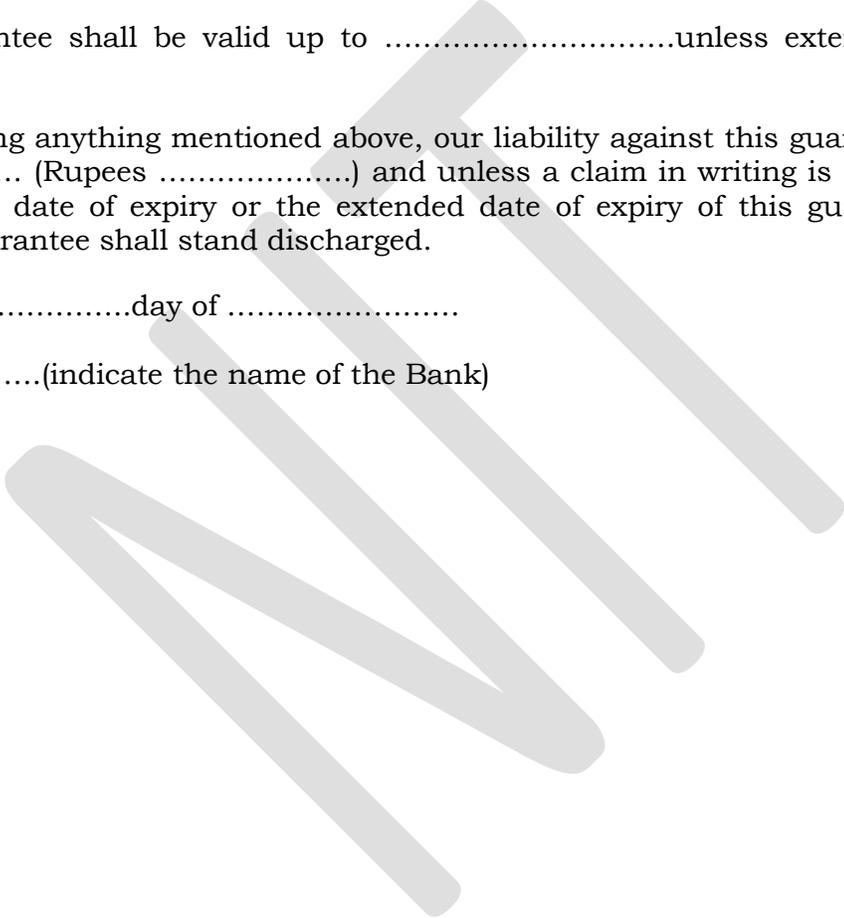 ntee shall be valid up to ..............................unless exte
ng anything mentioned above, our liability against this guar
... (Rupees ....................) and unless a claim in writing is
date of expiry or the extended date of expiry of this gu
rantee shall stand discharged.
..............day of ........................
....(indicate the name of the Bank)
NIT